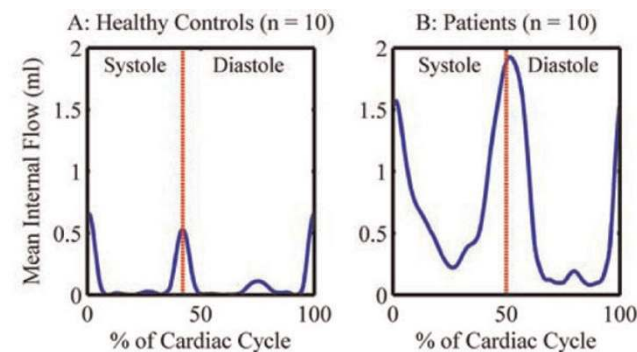 A: Healthy Controls (n = 10)
B: Patients (n = 10)
Mean Internal Flow (ml)
2
1.5
1
0.5
0
Systole
Diastole
0
50
100
% of Cardiac Cycle
2
1.5
1
0.5
0
Systole
Diastole
0
50
100
% of Cardiac Cycle